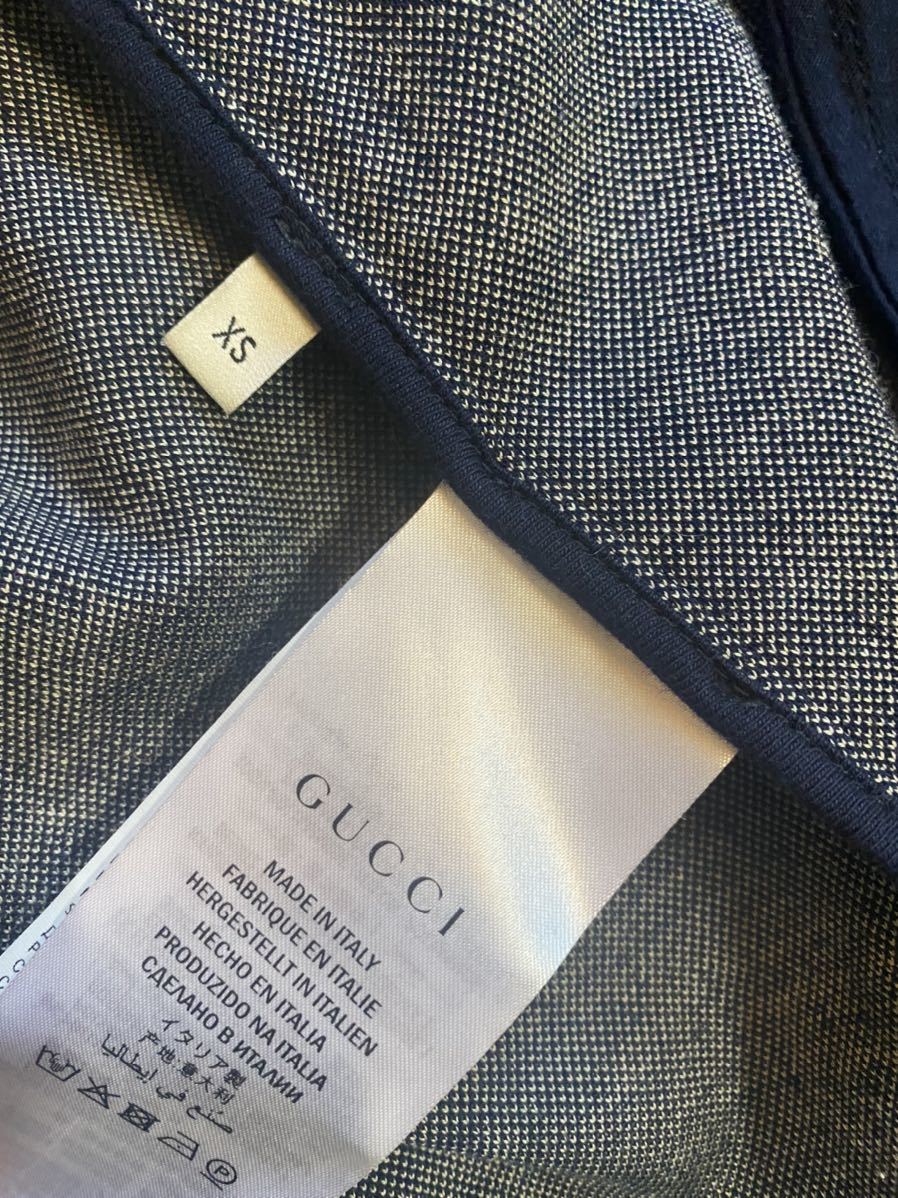 XS
GUCCI
MADE IN ITALY
FABRIQUE EN ITALIE
HERGESTELLT IN ITALIEN
HECHO EN ITALIA
PRODUZIDO NA ITALIA
СДЕЛАНО В ИТАЛИИ
イタリア製
产地:意大利
صنع في إيطاليا
P